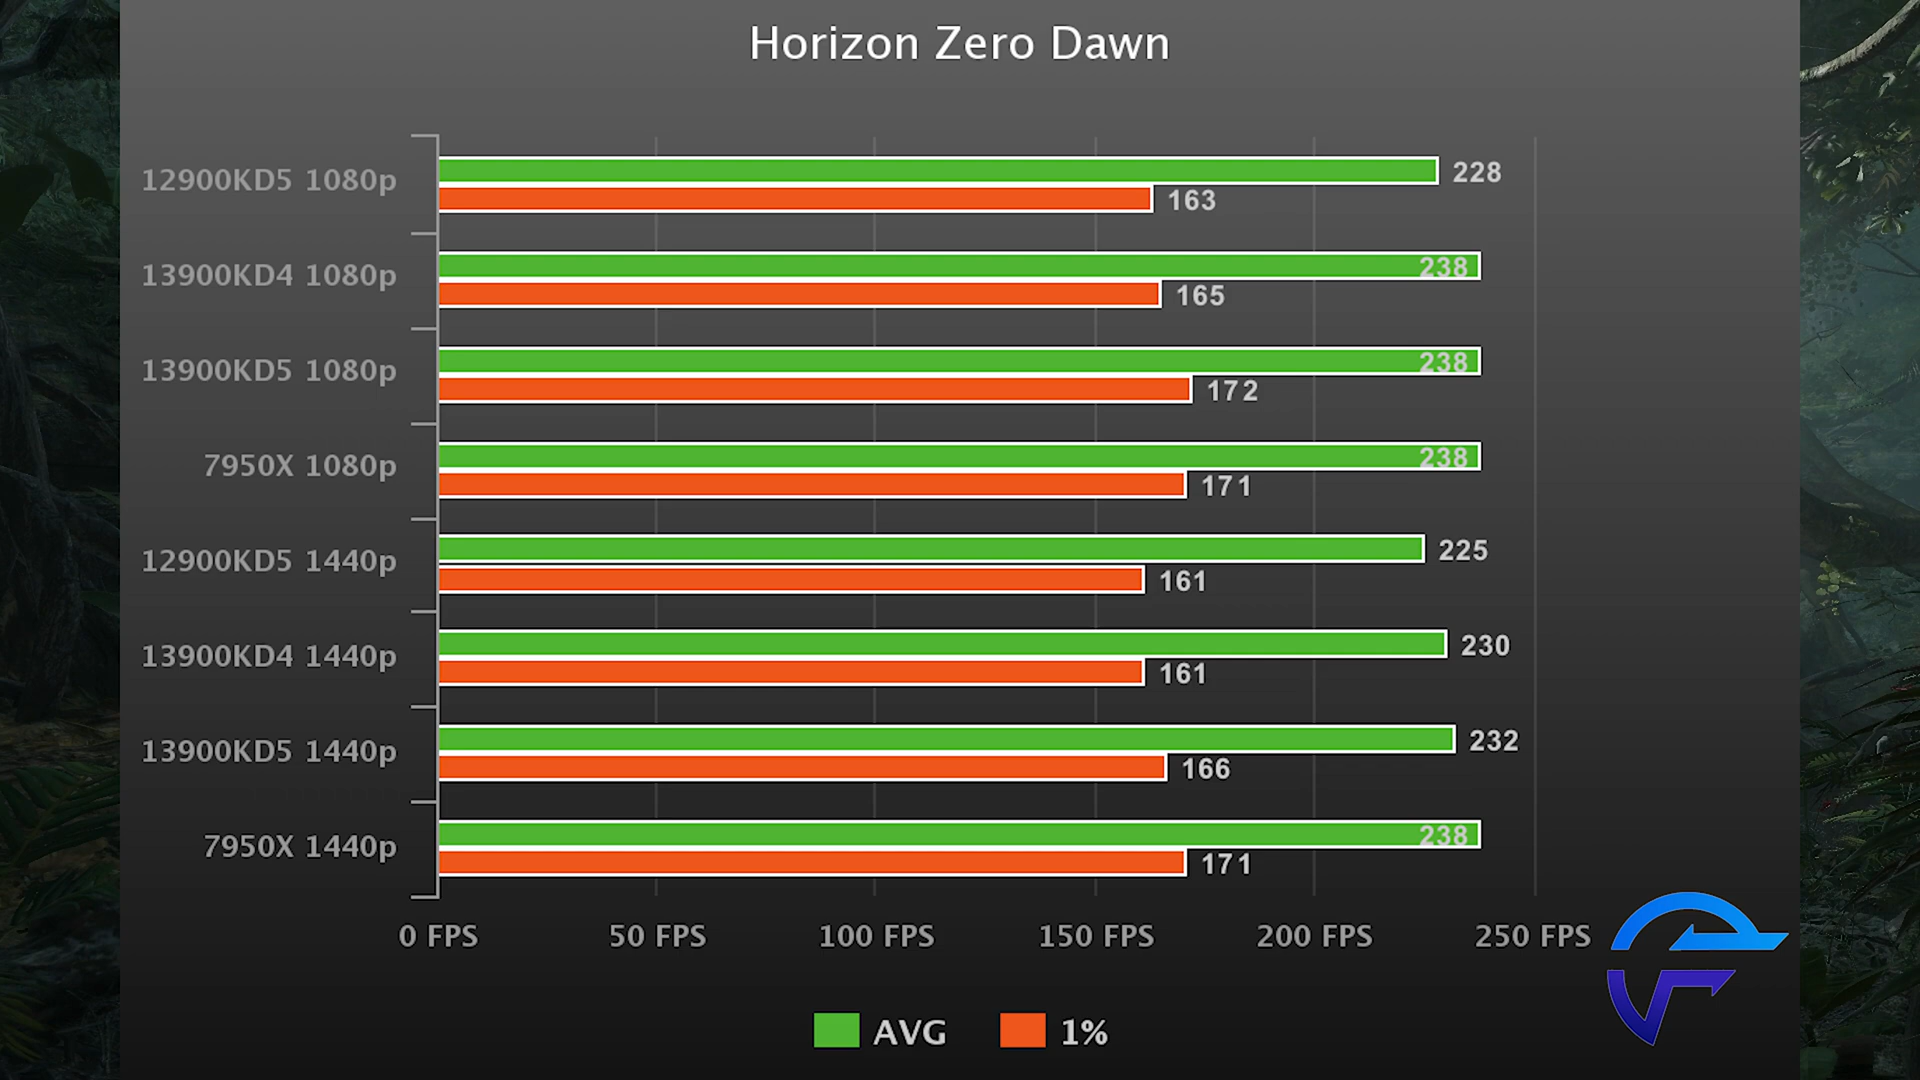 Horizon Zero Dawn
12900KD5 1080p
228
163
13900KD4 1080p
238
165
13900KD5 1080p
238
172
7950X 1080p
238
171
12900KD5 1440p
225
161
13900KD4 1440p
230
161
13900KD5 1440p
232
166
7950X 1440p
238
171
0 FPS 50 FPS 100 FPS 150 FPS 200 FPS 250 FPS
AVG 1%